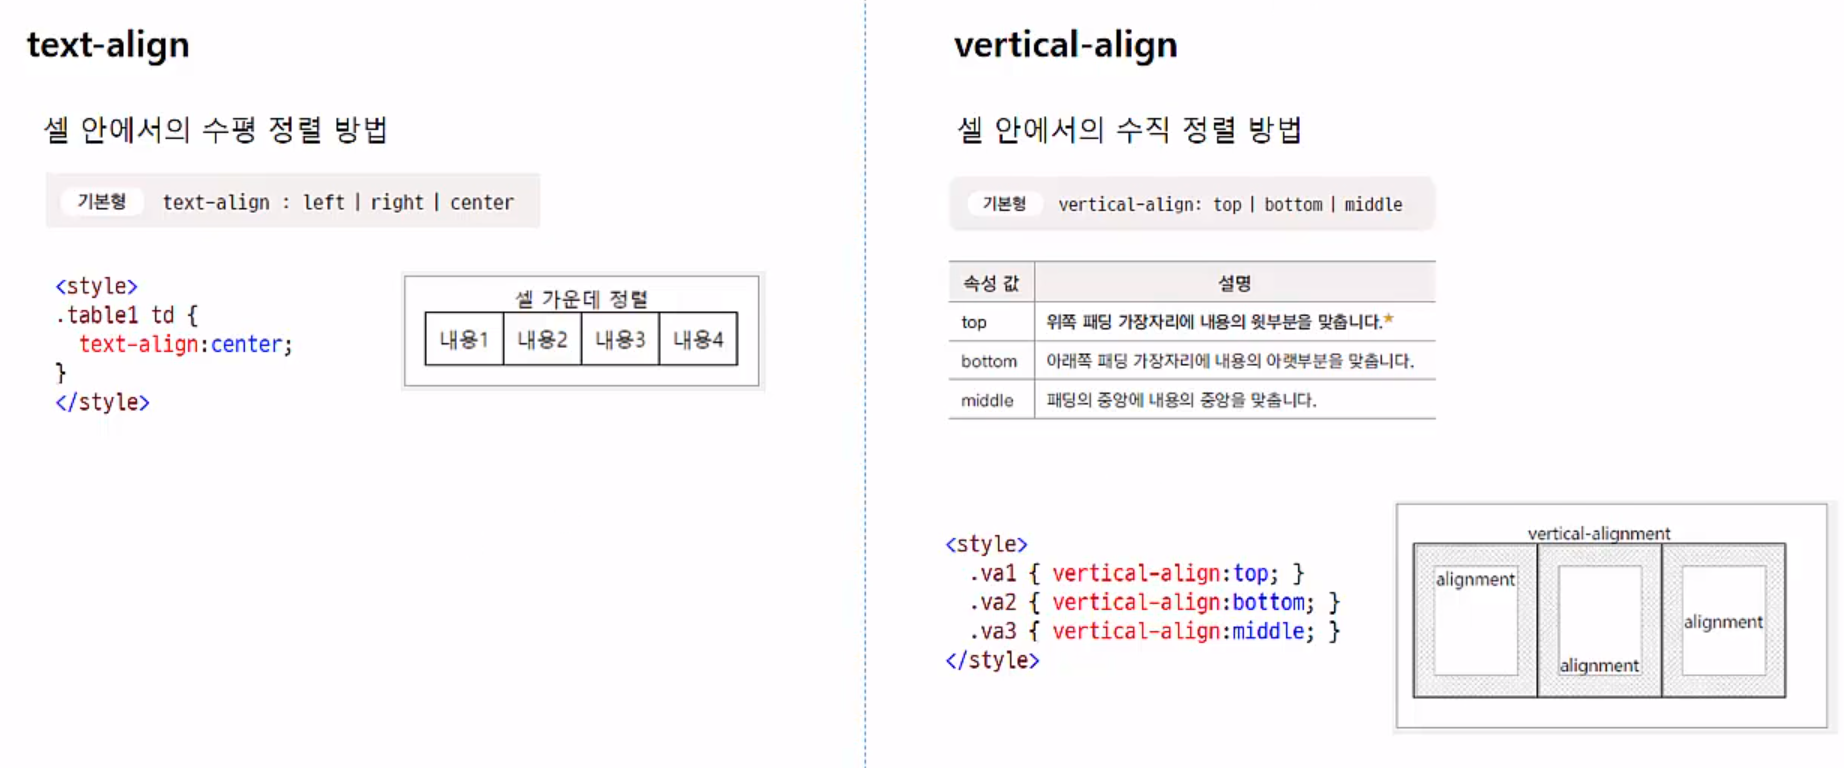 text-align
셀 안에서의 수평 정렬 방법
기본형 text-align : left | right | center
<style>
.table1 td {
text-align:center;
}
</style>
셀 가운데 정렬
내용1 내용2 내용3 내용4
vertical-align
셀 안에서의 수직 정렬 방법
기본형 vertical-align: top | bottom | middle
속성 값 설명
top 위쪽 패딩 가장자리에 내용의 윗부분을 맞춥니다.★
bottom 아래쪽 패딩 가장자리에 내용의 아랫부분을 맞춥니다.
middle 패딩의 중앙에 내용의 중앙을 맞춥니다.
<style>
.va1 { vertical-align:top; }
.va2 { vertical-align:bottom; }
.va3 { vertical-align:middle; }
</style>
vertical-alignment
alignment
alignment
alignment